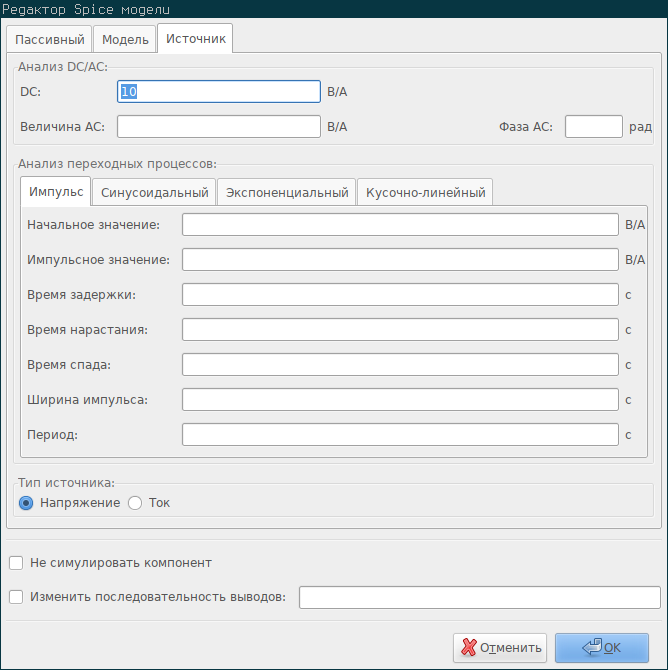 Редактор Spice модели
Пассивный Модель Источник
Анализ DC/AC:
DC: 10 В/А
Величина AC: В/А Фаза AC: рад
Анализ переходных процессов:
Импульс Синусоидальный Экспоненциальный Кусочно-линейный
Начальное значение: В/А
Импульсное значение: В/А
Время задержки: с
Время нарастания: с
Время спада: с
Ширина импульса: с
Период: с
Тип источника:
Напряжение Ток
Не симулировать компонент
Изменить последовательность выводов:
Отменить OK